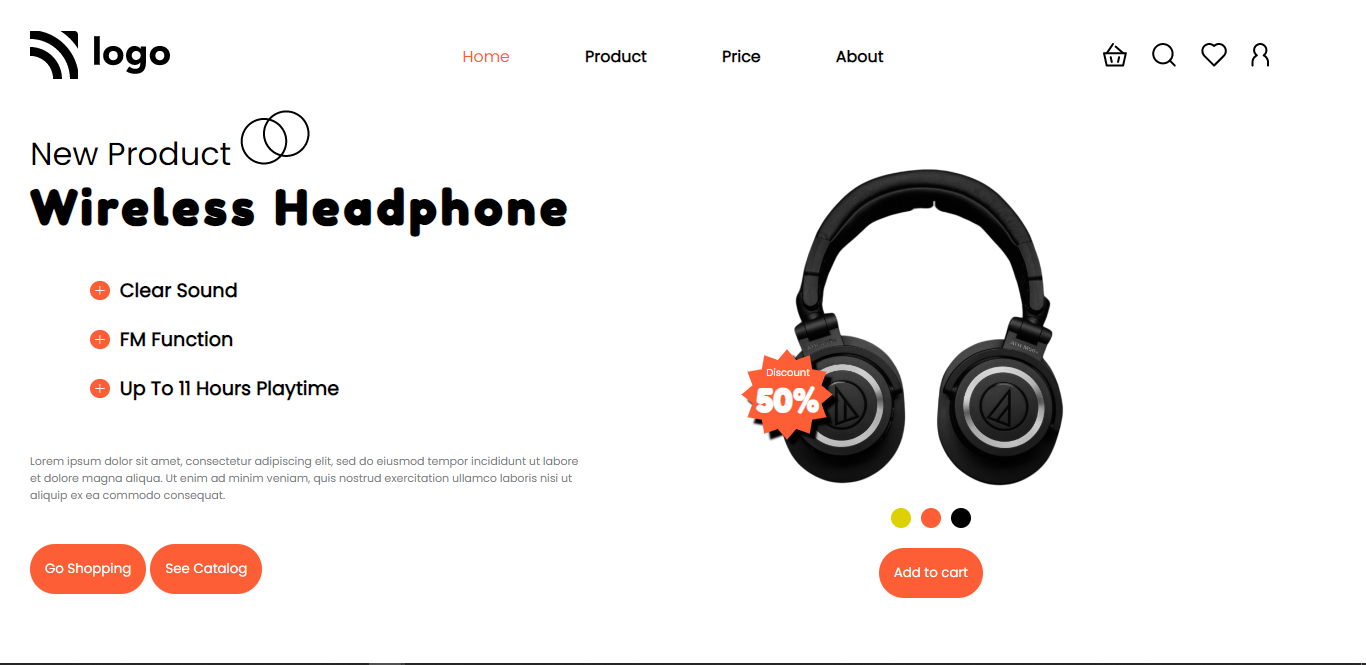 logo
Home
Product
Price
About
New Product
Wireless Headphone
Clear Sound
FM Function
Up To 11 Hours Playtime
Lorem ipsum dolor sit amet, consectetur adipiscing elit, sed do eiusmod tempor incididunt ut labore
et dolore magna aliqua. Ut enim ad minim veniam, quis nostrud exercitation ullamco laboris nisi ut
aliquip ex ea commodo consequat.
Go Shopping
See Catalog
Discount
50%
Add to cart